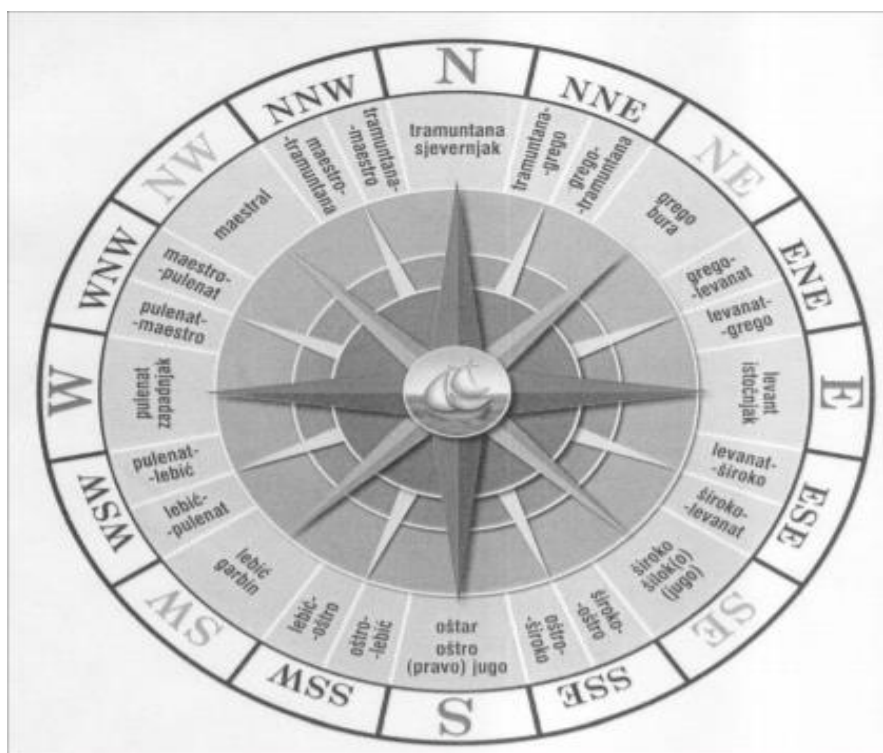 N
NNE
NE
ENE
E
ESE
SE
SSE
S
SSW
SW
WSW
W
WNW
NW
NNW
tramuntana
sjevernjak
tramuntana-
-grego
grego-
-tramuntana
grego
bura
grego-
-levanat
levanat-
-grego
levant
istočnjak
levanat-
-široko
široko-
-levanat
široko
šilok(o)
(jugo)
široko-
-oštro
oštro-
-široko
oštar
oštro
(pravo) jugo
oštro-
-lebić
lebić-
-oštro
lebić
garbin
lebić-
-pulenat
pulenat-
-lebić
pulenat
zapadnjak
pulenat-
-maestro
maestro-
-pulenat
maestral
maestro-
-tramuntana
tramuntana-
-maestro